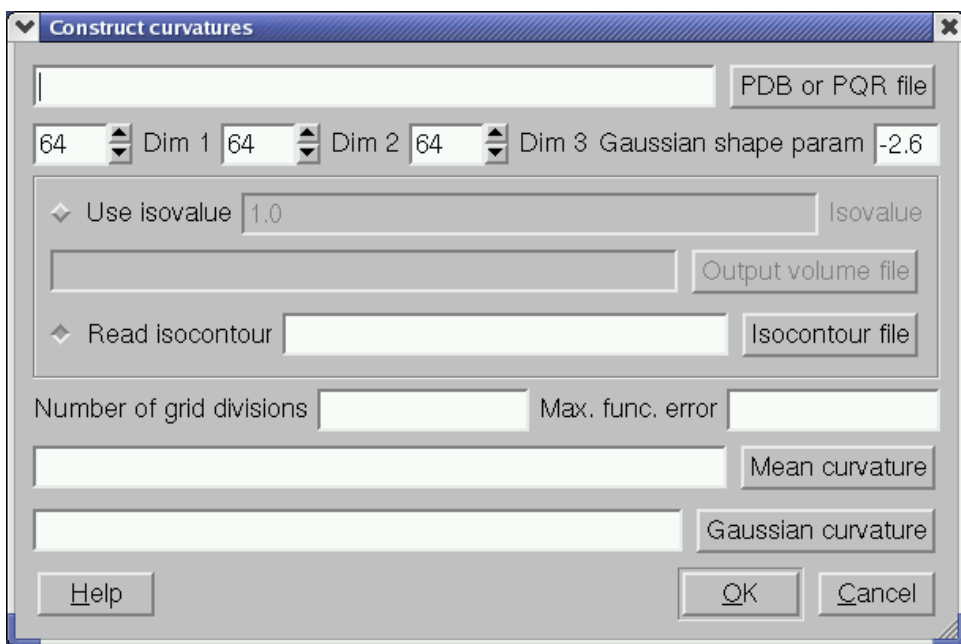 Construct curvatures
PDB or PQR file
64 Dim 1 64 Dim 2 64 Dim 3 Gaussian shape param -2.6
Use isovalue 1.0 Isovalue
Output volume file
Read isocontour Isocontour file
Number of grid divisions Max. func. error
Mean curvature
Gaussian curvature
Help OK Cancel